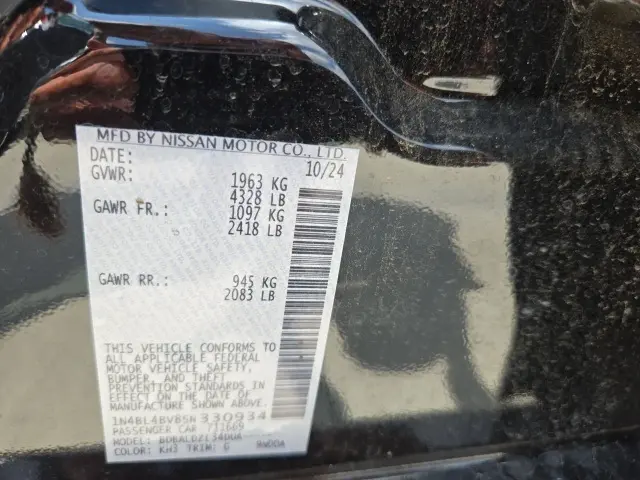 MFD BY NISSAN MOTOR CO., LTD.
DATE: 10/24
GVWR: 1963 KG
4328 LB
GAWR FR.: 1097 KG
2418 LB
GAWR RR.: 945 KG
2083 LB
THIS VEHICLE CONFORMS TO
ALL APPLICABLE FEDERAL
MOTOR VEHICLE SAFETY,
BUMPER, AND THEFT
PREVENTION STANDARDS IN
EFFECT ON THE DATE OF
MANUFACTURE SHOWN ABOVE.
1N4BL4BV8SN330934
PASSENGER CAR
MODEL:
COLOR: KH3 TRIM: G